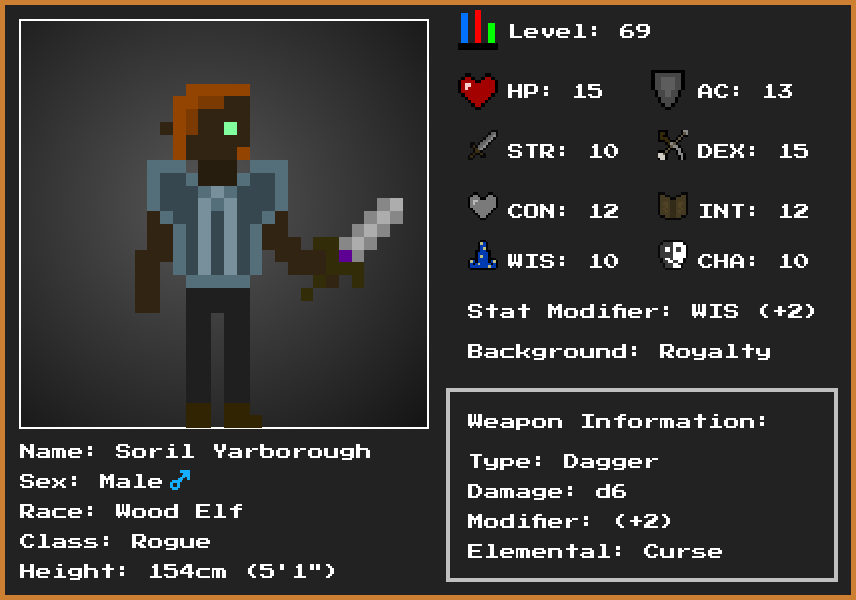 Level: 69
HP: 15
AC: 13
STR: 10
DEX: 15
CON: 12
INT: 12
WIS: 10
CHA: 10
Stat Modifier: WIS (+2)
Background: Royalty
Weapon Information:
Type: Dagger
Damage: d6
Modifier: (+2)
Elemental: Curse
Name: Soril Yarborough
Sex: Male ♂
Race: Wood Elf
Class: Rogue
Height: 154cm (5'1")